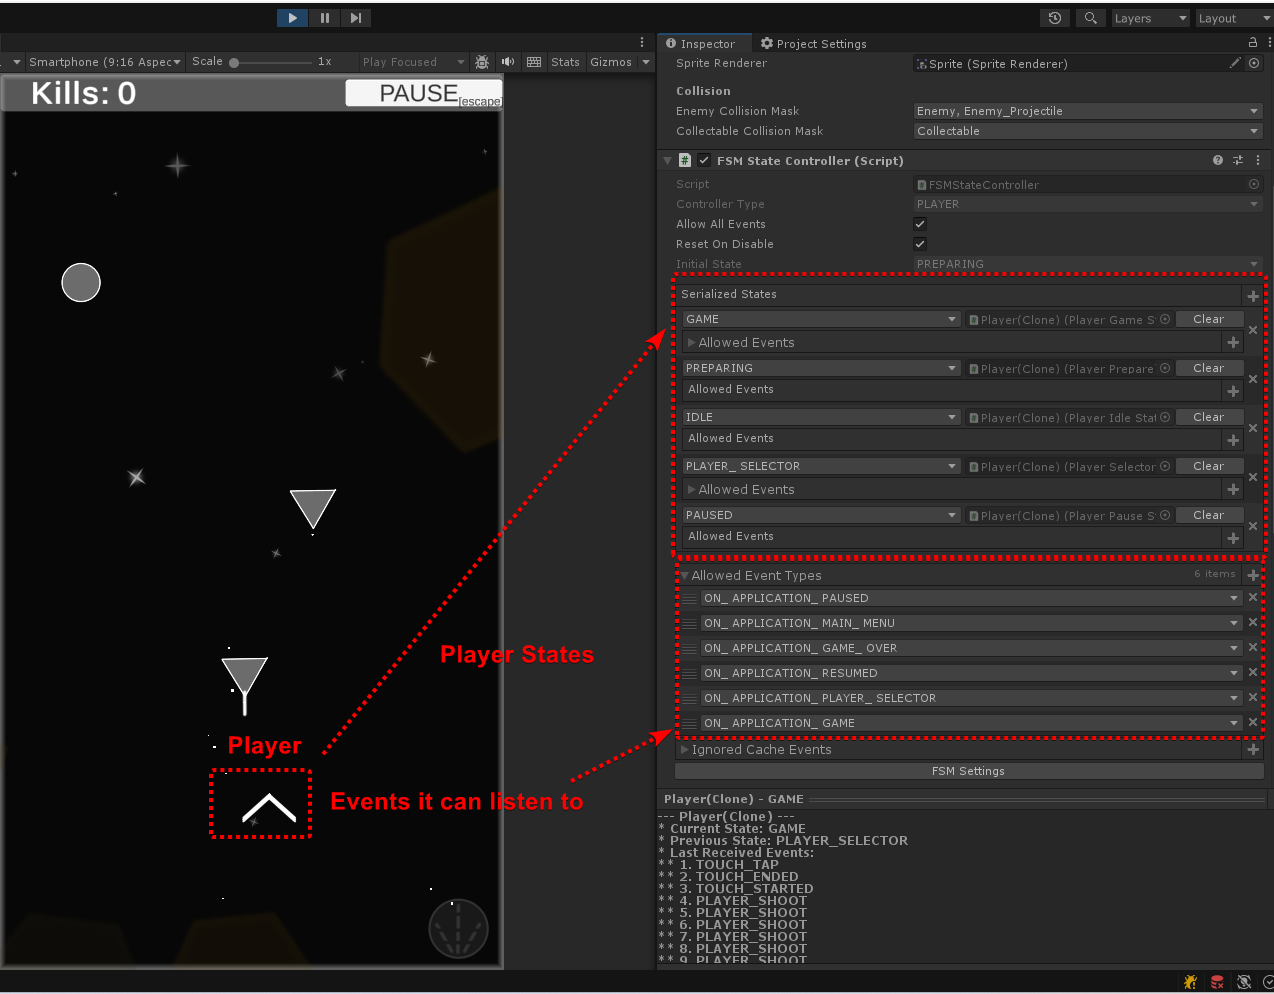 Layers
Layout
Inspector
Project Settings
Smartphone (9:16 Aspec
Scale
1x
Play Focused
Stats
Gizmos
Sprite Renderer
Sprite (Sprite Renderer)
Kills: 0
PAUSE
[escape]
Collision
Enemy Collision Mask
Enemy, Enemy_Projectile
Collectable Collision Mask
Collectable
# FSM State Controller (Script)
Script
FSMStateController
Controller Type
PLAYER
Allow All Events
Reset On Disable
Initial State
PREPARING
Serialized States
GAME
Player(Clone) (Player Game S
Clear
Allowed Events
PREPARING
Player(Clone) (Player Prepare
Clear
Allowed Events
IDLE
Player(Clone) (Player Idle Stat
Clear
Allowed Events
PLAYER_ SELECTOR
Player(Clone) (Player Selector
Clear
Allowed Events
PAUSED
Player(Clone) (Player Pause S
Clear
Allowed Events
Allowed Event Types
6 items
ON_ APPLICATION_ PAUSED
ON_ APPLICATION_ MAIN_ MENU
ON_ APPLICATION_ GAME_ OVER
ON_ APPLICATION_ RESUMED
ON_ APPLICATION_ PLAYER_ SELECTOR
ON_ APPLICATION_ GAME
Player States
Player
Events it can listen to
Ignored Cache Events
FSM Settings
Player(Clone) - GAME
--- Player(Clone) ---
* Current State: GAME
* Previous State: PLAYER_SELECTOR
* Last Received Events:
** 1. TOUCH_TAP
** 2. TOUCH_ENDED
** 3. TOUCH_STARTED
** 4. PLAYER_SHOOT
** 5. PLAYER_SHOOT
** 6. PLAYER_SHOOT
** 7. PLAYER_SHOOT
** 8. PLAYER_SHOOT
** 9. PLAYER_SHOOT